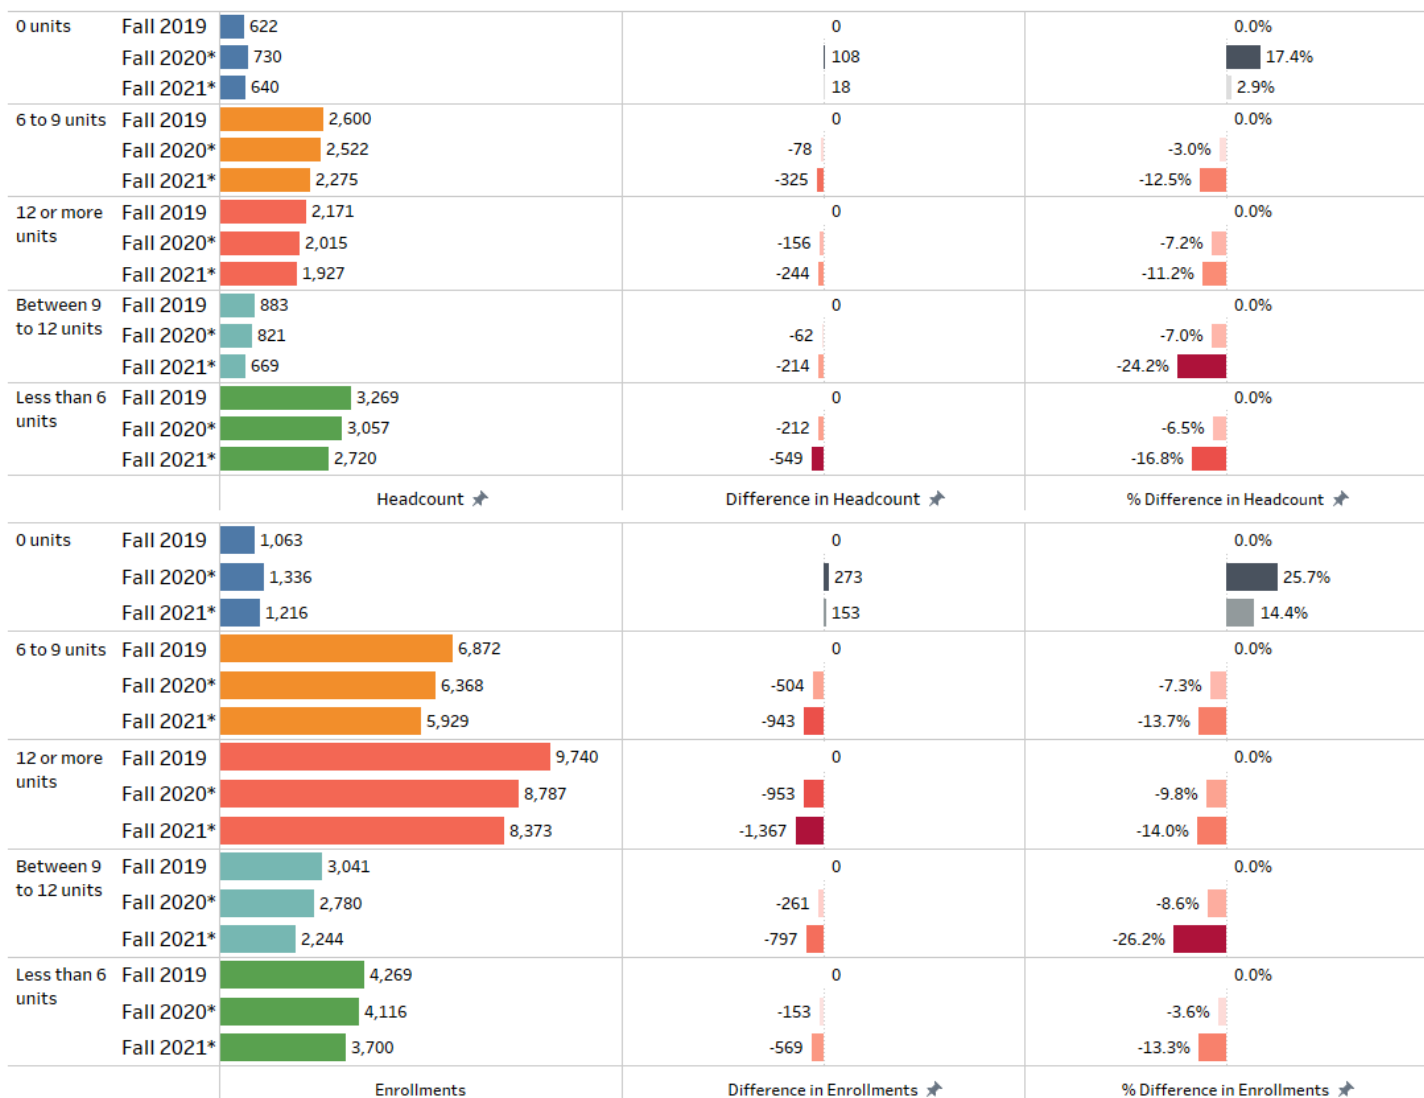 0 units Fall 2019 622 0 0.0%
Fall 2020* 730 108 17.4%
Fall 2021* 640 18 2.9%
6 to 9 units Fall 2019 2,600 0 0.0%
Fall 2020* 2,522 -78 -3.0%
Fall 2021* 2,275 -325 -12.5%
12 or more Fall 2019 2,171 0 0.0%
units Fall 2020* 2,015 -156 -7.2%
Fall 2021* 1,927 -244 -11.2%
Between 9 Fall 2019 883 0 0.0%
to 12 units Fall 2020* 821 -62 -7.0%
Fall 2021* 669 -214 -24.2%
Less than 6 Fall 2019 3,269 0 0.0%
units Fall 2020* 3,057 -212 -6.5%
Fall 2021* 2,720 -549 -16.8%
Headcount Difference in Headcount % Difference in Headcount
0 units Fall 2019 1,063 0 0.0%
Fall 2020* 1,336 273 25.7%
Fall 2021* 1,216 153 14.4%
6 to 9 units Fall 2019 6,872 0 0.0%
Fall 2020* 6,368 -504 -7.3%
Fall 2021* 5,929 -943 -13.7%
12 or more Fall 2019 9,740 0 0.0%
units Fall 2020* 8,787 -953 -9.8%
Fall 2021* 8,373 -1,367 -14.0%
Between 9 Fall 2019 3,041 0 0.0%
to 12 units Fall 2020* 2,780 -261 -8.6%
Fall 2021* 2,244 -797 -26.2%
Less than 6 Fall 2019 4,269 0 0.0%
units Fall 2020* 4,116 -153 -3.6%
Fall 2021* 3,700 -569 -13.3%
Enrollments Difference in Enrollments % Difference in Enrollments